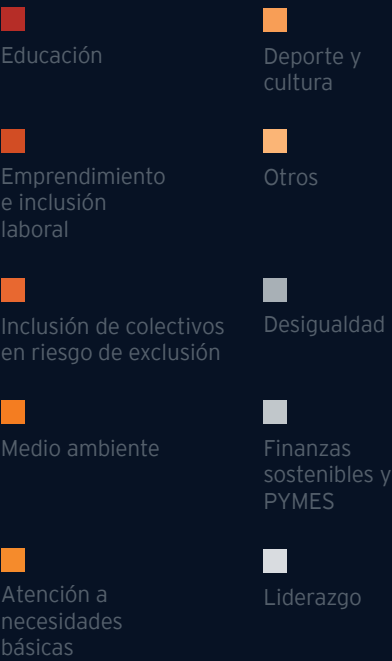 Educación
Emprendimiento
e inclusión
laboral
Inclusión de colectivos
en riesgo de exclusión
Medio ambiente
Atención a
necesidades
básicas
Deporte y
cultura
Otros
Desigualdad
Finanzas
sostenibles y
PYMES
Liderazgo